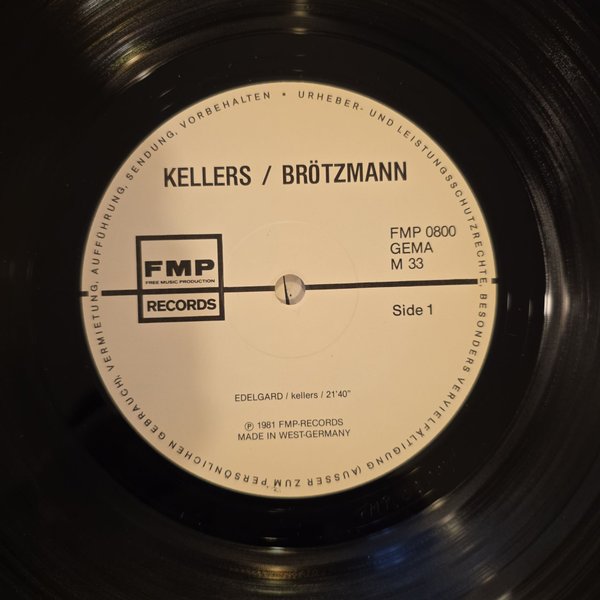 URHEBER- UND LEISTUNGSSCHUTZRECHTE, BESONDERS VERVIELFÄLTIGUNG (AUSSER ZUM PERSÖNLICHEN GEBRAUCH), VERMIETUNG, AUFFÜHRUNG, SENDUNG, VORBEHALTEN *
KELLERS / BRÖTZMANN
FMP 0800
GEMA
M 33
FMP
FREE MUSIC PRODUCTION
RECORDS
Side 1
EDELGARD / kellers / 21'40"
℗ 1981 FMP-RECORDS
MADE IN WEST-GERMANY